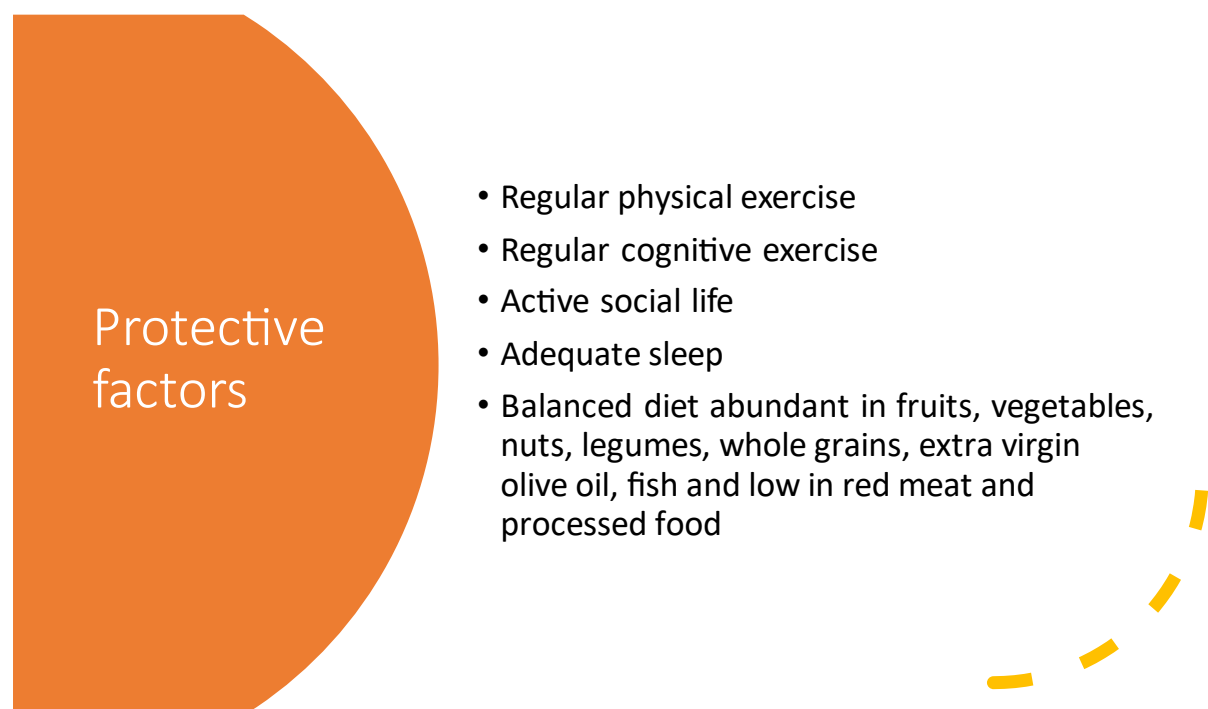 Protective
factors
• Regular physical exercise
• Regular cognitive exercise
• Active social life
• Adequate sleep
• Balanced diet abundant in fruits, vegetables,
nuts, legumes, whole grains, extra virgin
olive oil, fish and low in red meat and
processed food